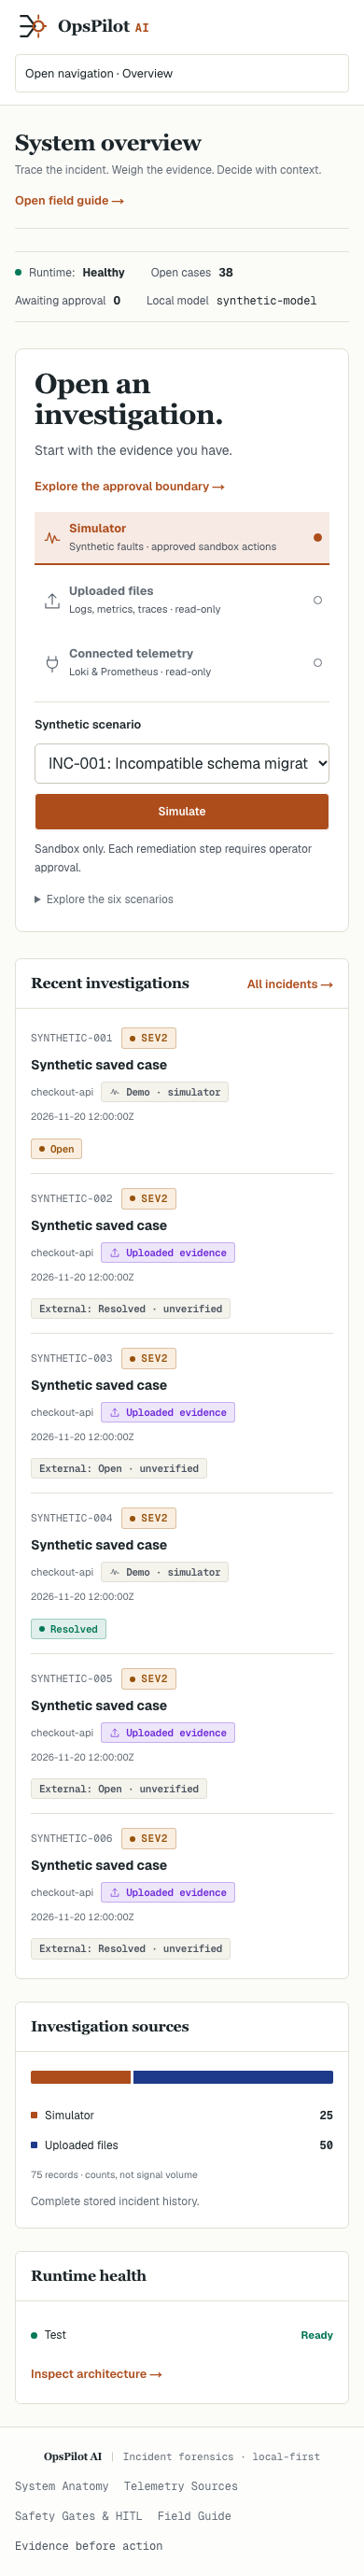 OpsPilot AI
Open navigation · Overview
System overview
Trace the incident. Weigh the evidence. Decide with context.
Open field guide →
Runtime: Healthy Open cases 38
Awaiting approval 0 Local model synthetic-model
Open an
investigation.
Start with the evidence you have.
Explore the approval boundary →
Simulator
Synthetic faults · approved sandbox actions
Uploaded files
Logs, metrics, traces · read-only
Connected telemetry
Loki & Prometheus · read-only
Synthetic scenario
INC-001: Incompatible schema migrat
Simulate
Sandbox only. Each remediation step requires operator
approval.
Explore the six scenarios
Recent investigations All incidents →
SYNTHETIC-001 SEV2
Synthetic saved case
checkout-api Demo · simulator
2026-11-20 12:00:00Z
Open
SYNTHETIC-002 SEV2
Synthetic saved case
checkout-api Uploaded evidence
2026-11-20 12:00:00Z
External: Resolved · unverified
SYNTHETIC-003 SEV2
Synthetic saved case
checkout-api Uploaded evidence
2026-11-20 12:00:00Z
External: Open · unverified
SYNTHETIC-004 SEV2
Synthetic saved case
checkout-api Demo · simulator
2026-11-20 12:00:00Z
Resolved
SYNTHETIC-005 SEV2
Synthetic saved case
checkout-api Uploaded evidence
2026-11-20 12:00:00Z
External: Open · unverified
SYNTHETIC-006 SEV2
Synthetic saved case
checkout-api Uploaded evidence
2026-11-20 12:00:00Z
External: Resolved · unverified
Investigation sources
Simulator 25
Uploaded files 50
75 records · counts, not signal volume
Complete stored incident history.
Runtime health
Test Ready
Inspect architecture →
OpsPilot AI Incident forensics · local-first
System Anatomy Telemetry Sources
Safety Gates & HITL Field Guide
Evidence before action